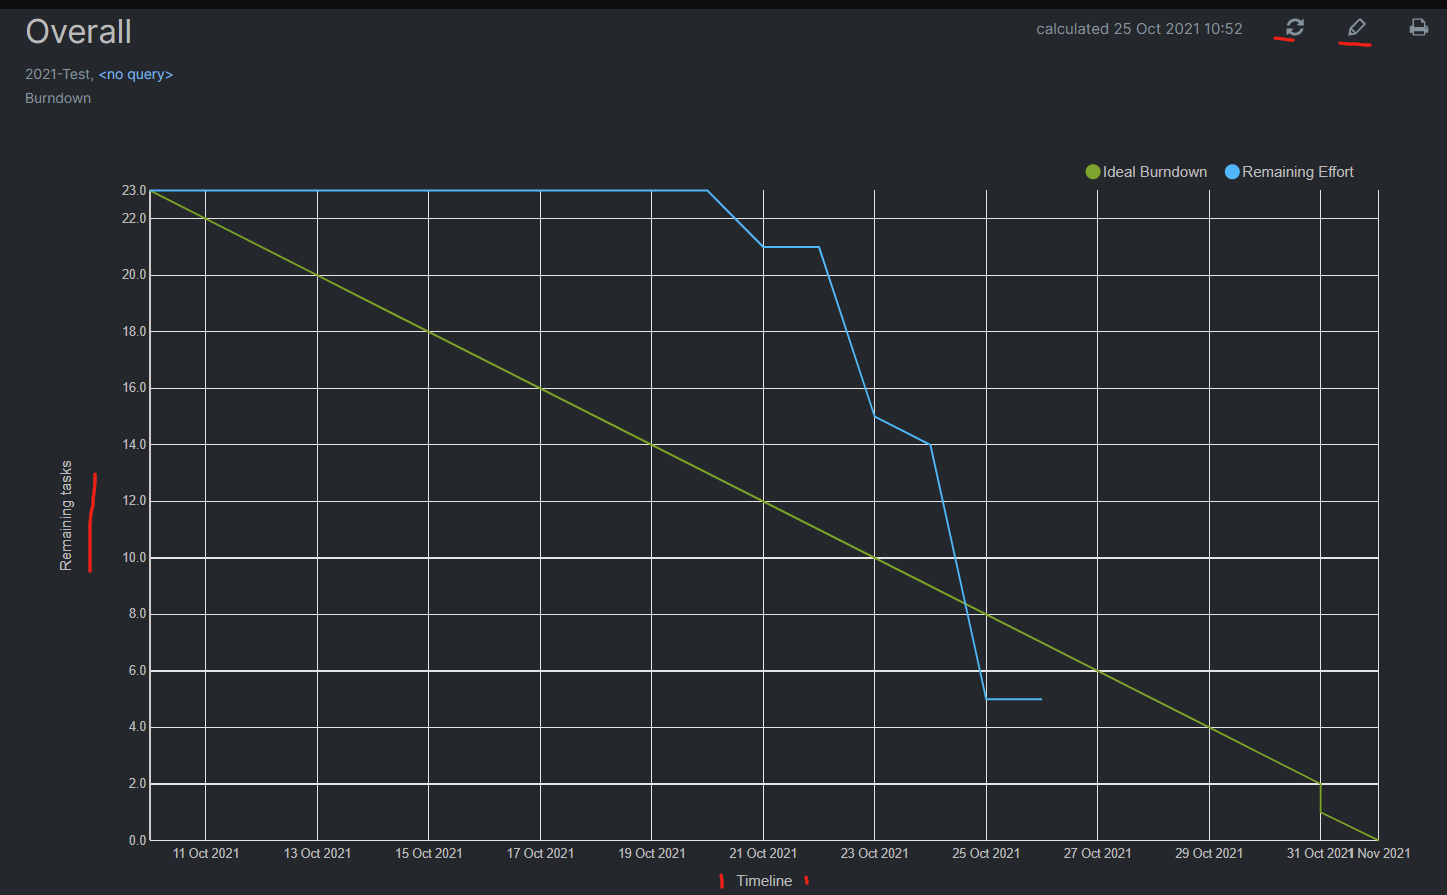 Overall
calculated 25 Oct 2021 10:52
2021-Test, <no query>
Burndown
Ideal Burndown
Remaining Effort
23.0
22.0
20.0
18.0
16.0
14.0
12.0
10.0
8.0
6.0
4.0
2.0
0.0
Remaining tasks
11 Oct 2021
13 Oct 2021
15 Oct 2021
17 Oct 2021
19 Oct 2021
21 Oct 2021
23 Oct 2021
25 Oct 2021
27 Oct 2021
29 Oct 2021
31 Oct 2021
1 Nov 2021
Timeline